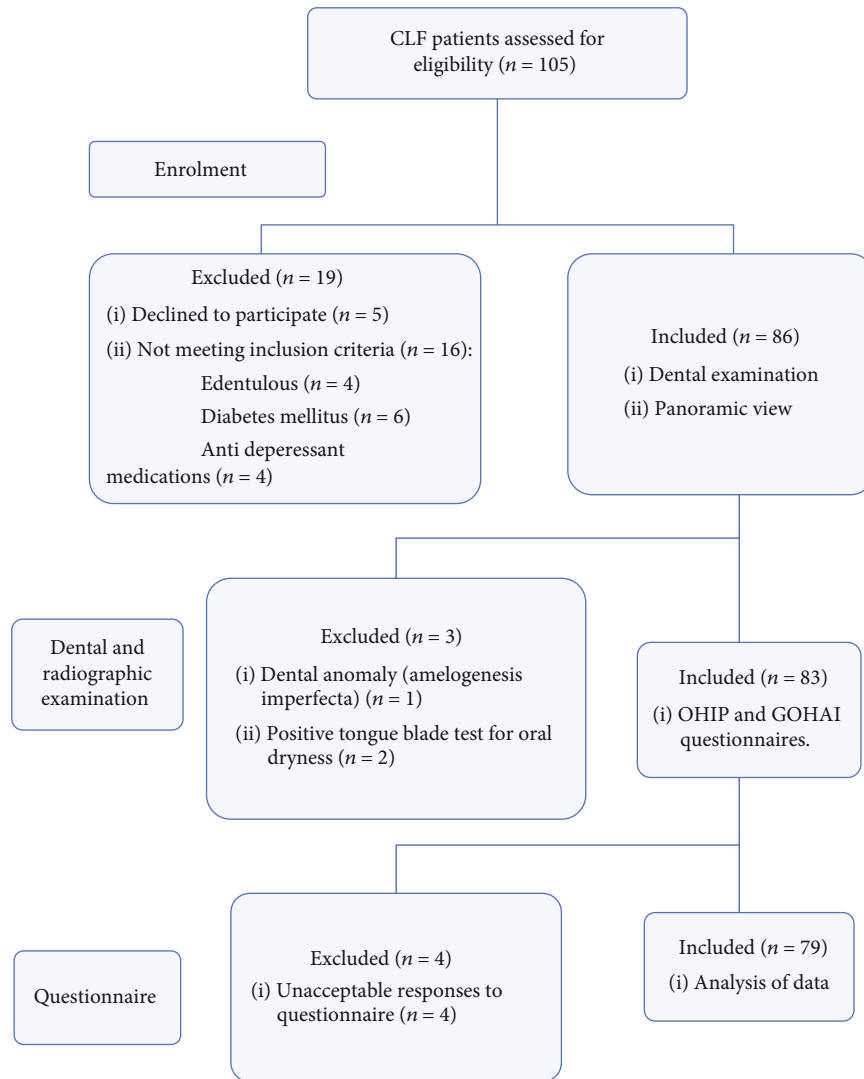 CLF patients assessed for
eligibility (n = 105)
Enrolment
Excluded (n = 19)
(i) Declined to participate (n = 5)
(ii) Not meeting inclusion criteria (n = 16):
Edentulous (n = 4)
Diabetes mellitus (n = 6)
Anti deperessant
medications (n = 4)
Included (n = 86)
(i) Dental examination
(ii) Panoramic view
Dental and
radiographic
examination
Excluded (n = 3)
(i) Dental anomaly (amelogenesis
imperfecta) (n = 1)
(ii) Positive tongue blade test for oral
dryness (n = 2)
Included (n = 83)
(i) OHIP and GOHAI
questionnaires.
Questionnaire
Excluded (n = 4)
(i) Unacceptable responses to
questionnaire (n = 4)
Included (n = 79)
(i) Analysis of data